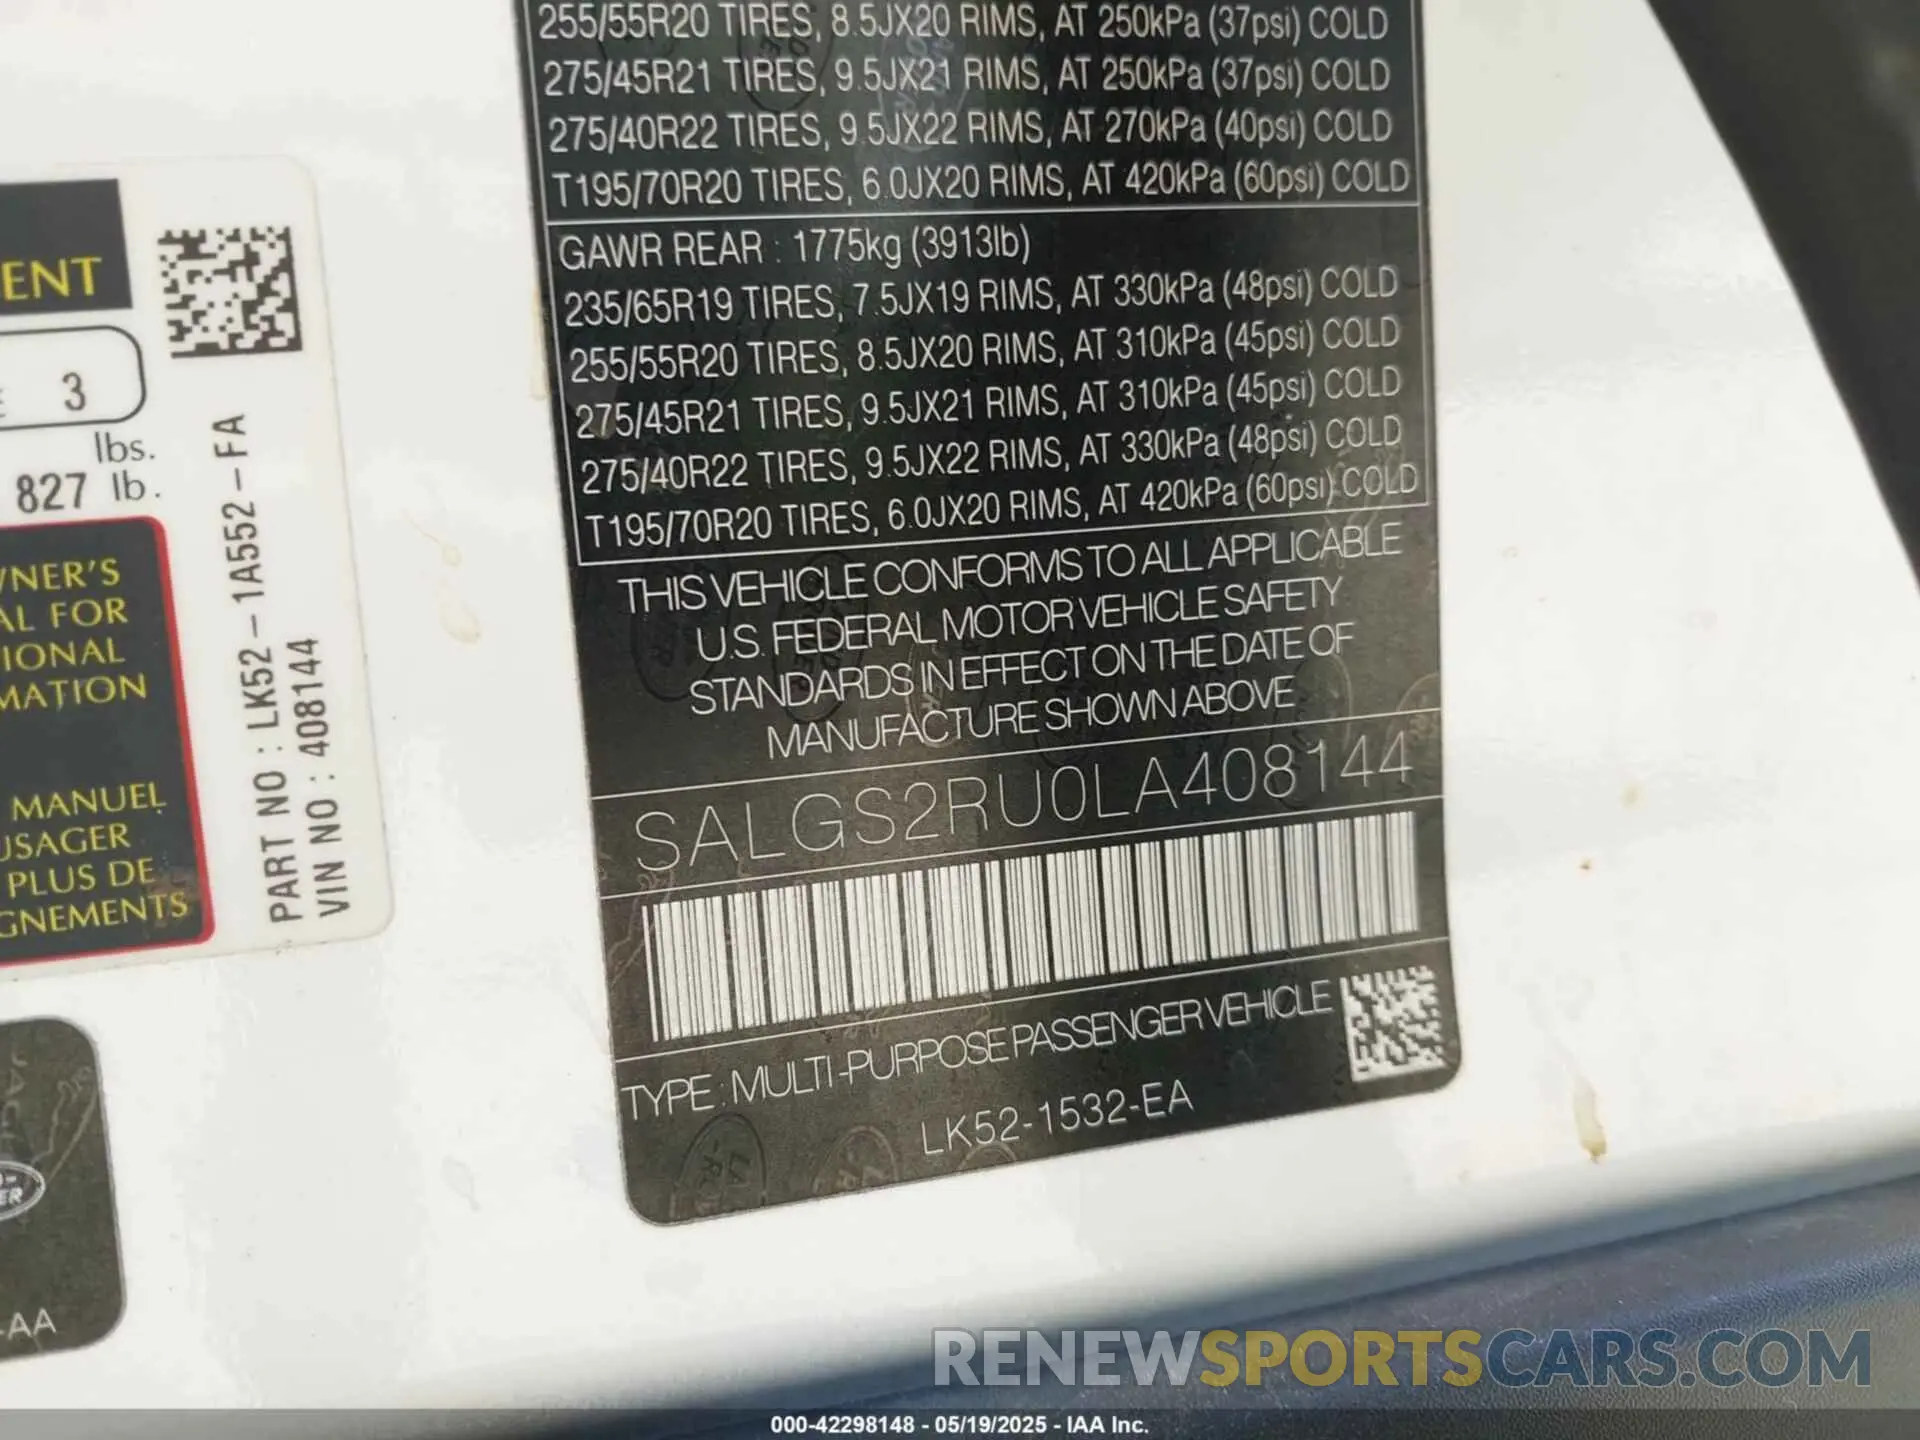 ENT
3
lbs.
827 lb.
NER'S
AL FOR
IONAL
MATION
MANUEL
USAGER
PLUS DE
GNEMENTS
PART NO : LK52-1A552-FA
VIN NO : 408144
-AA
255/55R20 TIRES, 8.5JX20 RIMS, AT 250kPa (37psi) COLD
275/45R21 TIRES, 9.5JX21 RIMS, AT 250kPa (37psi) COLD
275/40R22 TIRES, 9.5JX22 RIMS, AT 270kPa (40psi) COLD
T195/70R20 TIRES, 6.0JX20 RIMS, AT 420kPa (60psi) COLD
GAWR REAR : 1775kg (3913lb)
235/65R19 TIRES, 7.5JX19 RIMS, AT 330kPa (48psi) COLD
255/55R20 TIRES, 8.5JX20 RIMS, AT 310kPa (45psi) COLD
275/45R21 TIRES, 9.5JX21 RIMS, AT 310kPa (45psi) COLD
275/40R22 TIRES, 9.5JX22 RIMS, AT 330kPa (48psi) COLD
T195/70R20 TIRES, 6.0JX20 RIMS, AT 420kPa (60psi) COLD
THIS VEHICLE CONFORMS TO ALL APPLICABLE
U.S. FEDERAL MOTOR VEHICLE SAFETY
STANDARDS IN EFFECT ON THE DATE OF
MANUFACTURE SHOWN ABOVE
SALGS2RU0LA408144
TYPE : MULTI-PURPOSE PASSENGER VEHICLE
LK52-1532-EA
RENEWSPORTSCARS.COM
000-42298148 - 05/19/2025 - IAA Inc.